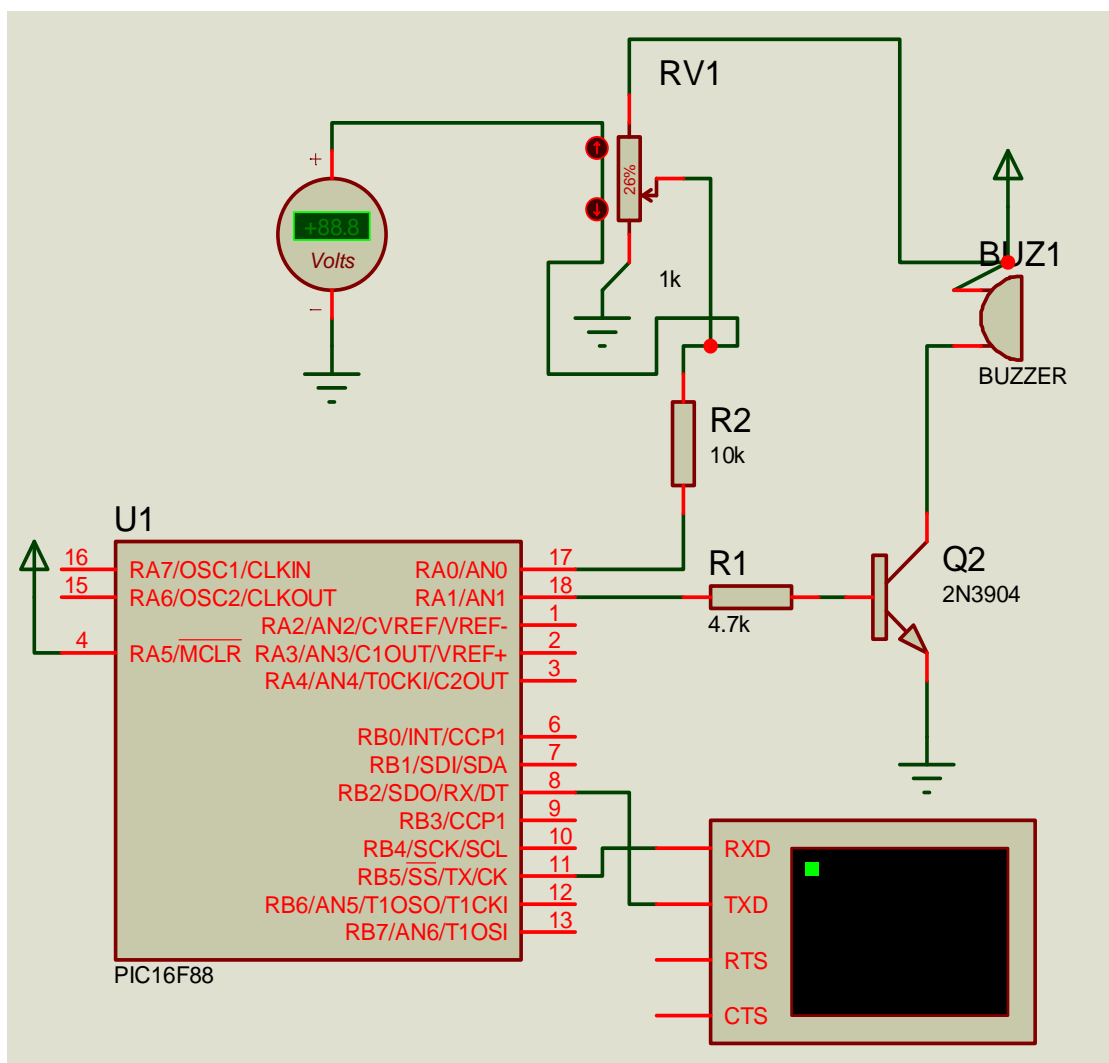 RV1
+
26%
+88.8
Volts
–
1k
BUZ1
BUZZER
R2
10k
U1
16 RA7/OSC1/CLKIN
15 RA6/OSC2/CLKOUT
4 RA5/MCLR
RA0/AN0 17
RA1/AN1 18
RA2/AN2/CVREF/VREF- 1
RA3/AN3/C1OUT/VREF+ 2
RA4/AN4/T0CKI/C2OUT 3
RB0/INT/CCP1 6
RB1/SDI/SDA 7
RB2/SDO/RX/DT 8
RB3/CCP1 9
RB4/SCK/SCL 10
RB5/SS/TX/CK 11
RB6/AN5/T1OSO/T1CKI 12
RB7/AN6/T1OSI 13
PIC16F88
R1
4.7k
Q2
2N3904
RXD
TXD
RTS
CTS